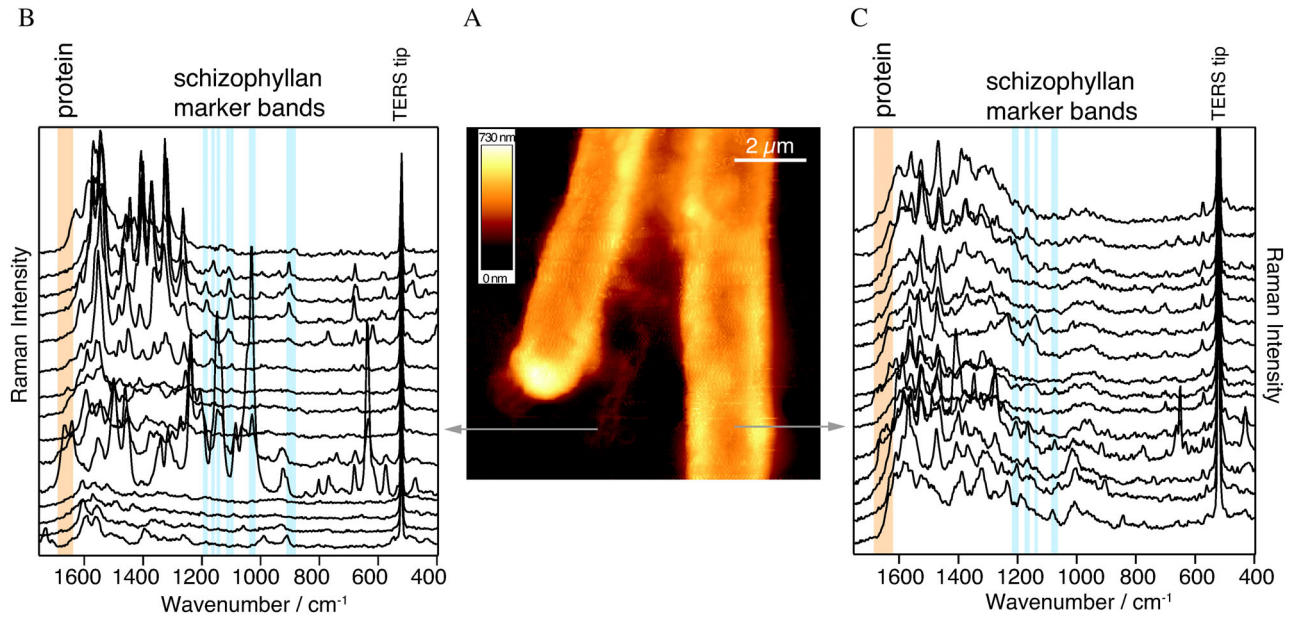 B
A
C
protein
schizophyllan
marker bands
TERS tip
Raman Intensity
1600 1400 1200 1000 800 600 400
Wavenumber / cm-1
730 nm
0 nm
2 µm
protein
schizophyllan
marker bands
TERS tip
Raman Intensity
1600 1400 1200 1000 800 600 400
Wavenumber / cm-1